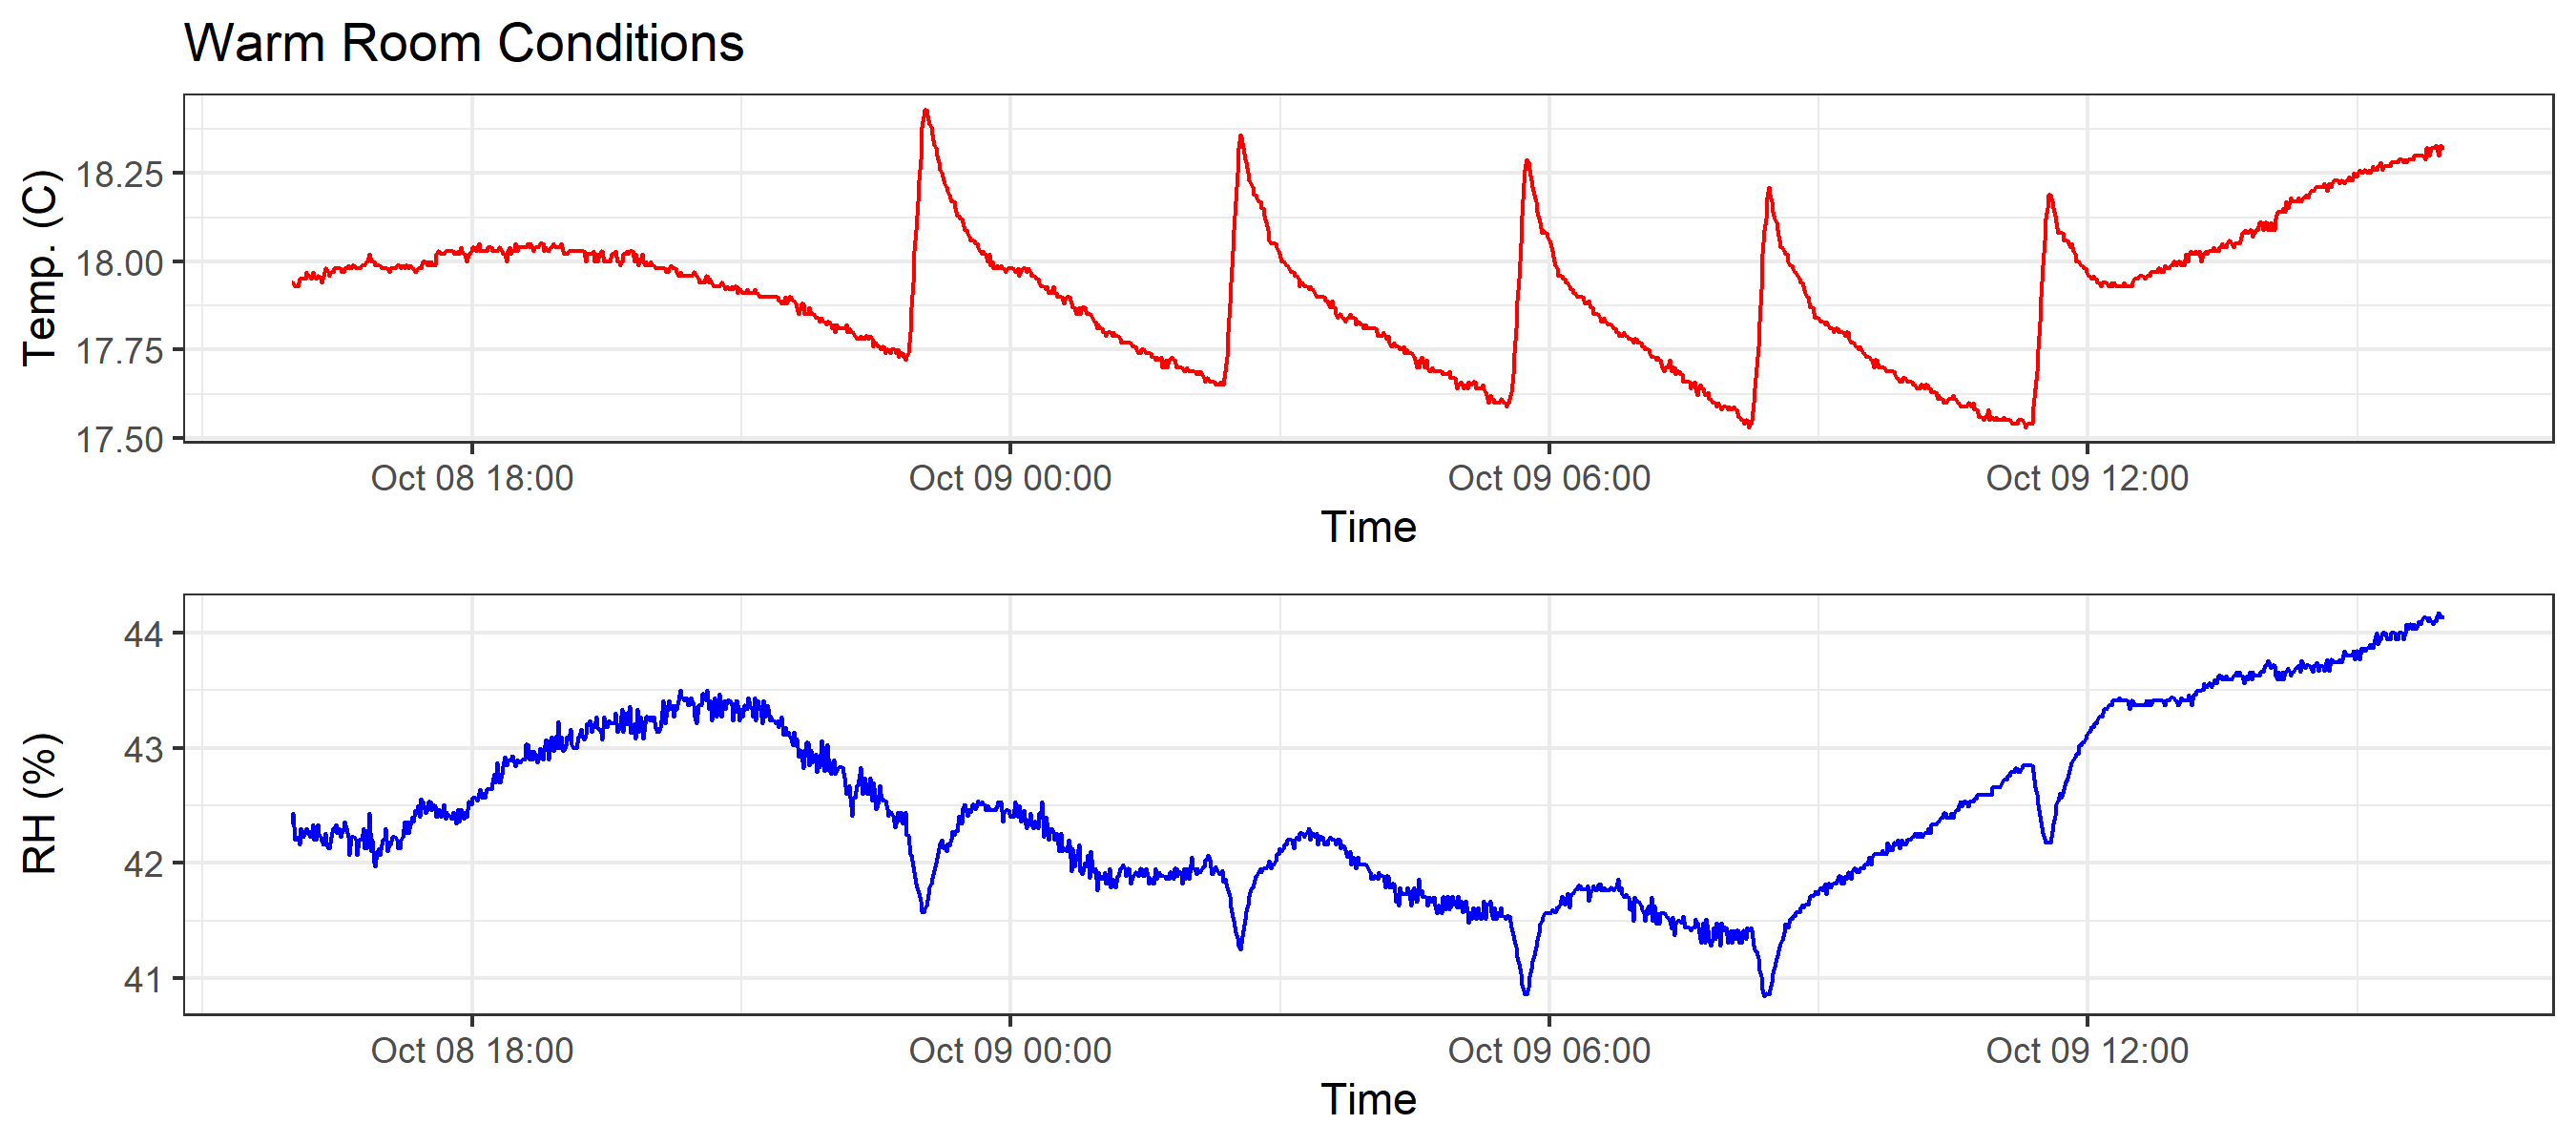 Warm Room Conditions
Temp. (C)
18.25
18.00
17.75
17.50
Oct 08 18:00 Oct 09 00:00 Oct 09 06:00 Oct 09 12:00
Time
RH (%)
44
43
42
41
Oct 08 18:00 Oct 09 00:00 Oct 09 06:00 Oct 09 12:00
Time